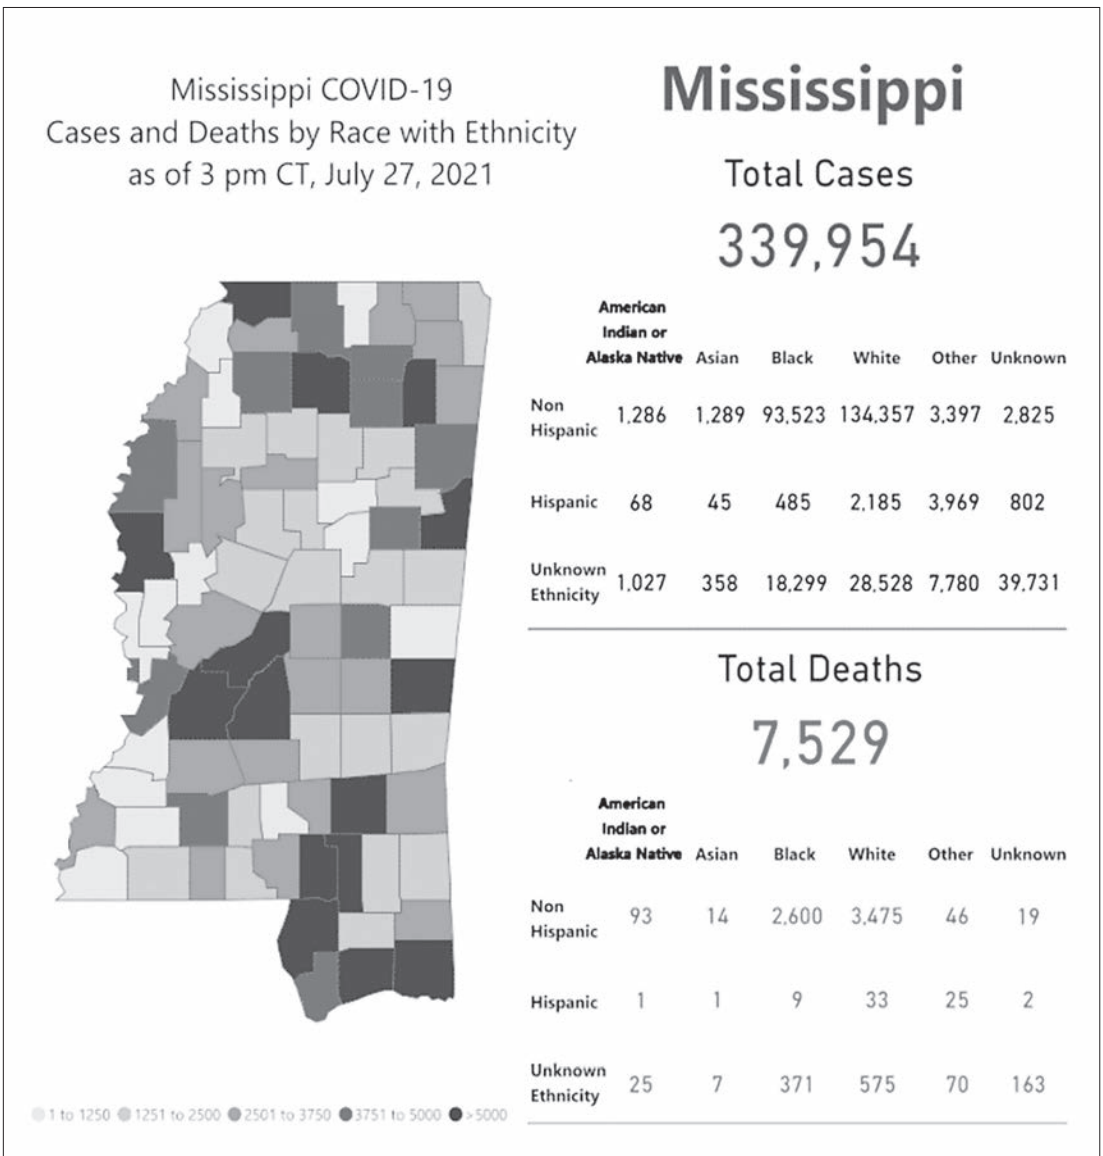 Mississippi COVID-19
Cases and Deaths by Race with Ethnicity
as of 3 pm CT, July 27, 2021
1 to 1250 1251 to 2500 2501 to 3750 3751 to 5000 >5000
Mississippi
Total Cases
339,954
American
Indian or
Alaska Native Asian Black White Other Unknown
Non
Hispanic 1,286 1,289 93,523 134,357 3,397 2,825
Hispanic 68 45 485 2,185 3,969 802
Unknown
Ethnicity 1,027 358 18,299 28,528 7,780 39,731
Total Deaths
7,529
American
Indian or
Alaska Native Asian Black White Other Unknown
Non
Hispanic 93 14 2,600 3,475 46 19
Hispanic 1 1 9 33 25 2
Unknown
Ethnicity 25 7 371 575 70 163